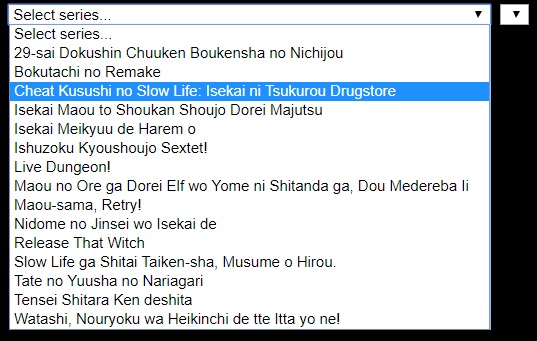 Select series...
Select series...
29-sai Dokushin Chuuken Boukensha no Nichijou
Bokutachi no Remake
Cheat Kusushi no Slow Life: Isekai ni Tsukurou Drugstore
Isekai Maou to Shoukan Shoujo Dorei Majutsu
Isekai Meikyuu de Harem o
Ishuzoku Kyoushoujo Sextet!
Live Dungeon!
Maou no Ore ga Dorei Elf wo Yome ni Shitanda ga, Dou Medereba Ii
Maou-sama, Retry!
Nidome no Jinsei wo Isekai de
Release That Witch
Slow Life ga Shitai Taiken-sha, Musume o Hirou.
Tate no Yuusha no Nariagari
Tensei Shitara Ken deshita
Watashi, Nouryoku wa Heikinchi de tte Itta yo ne!